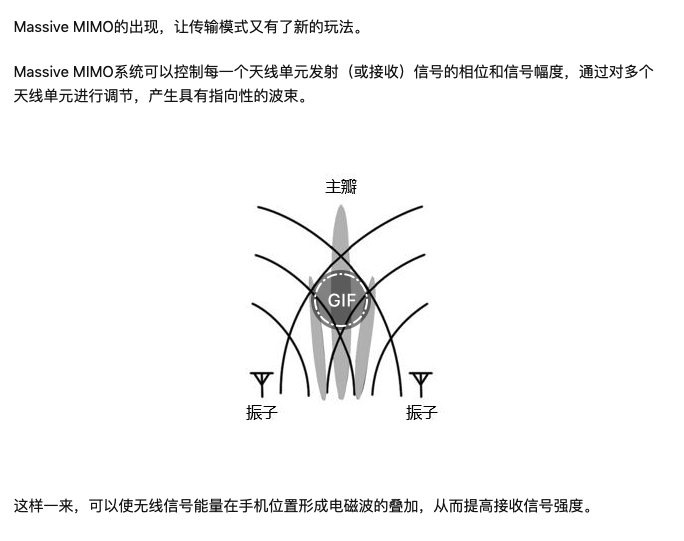 Massive MIMO的出现，让传输模式又有了新的玩法。
Massive MIMO系统可以控制每一个天线单元发射（或接收）信号的相位和信号幅度，通过对多个
天线单元进行调节，产生具有指向性的波束。
主瓣
GIF
振子
振子
这样一来，可以使无线信号能量在手机位置形成电磁波的叠加，从而提高接收信号强度。